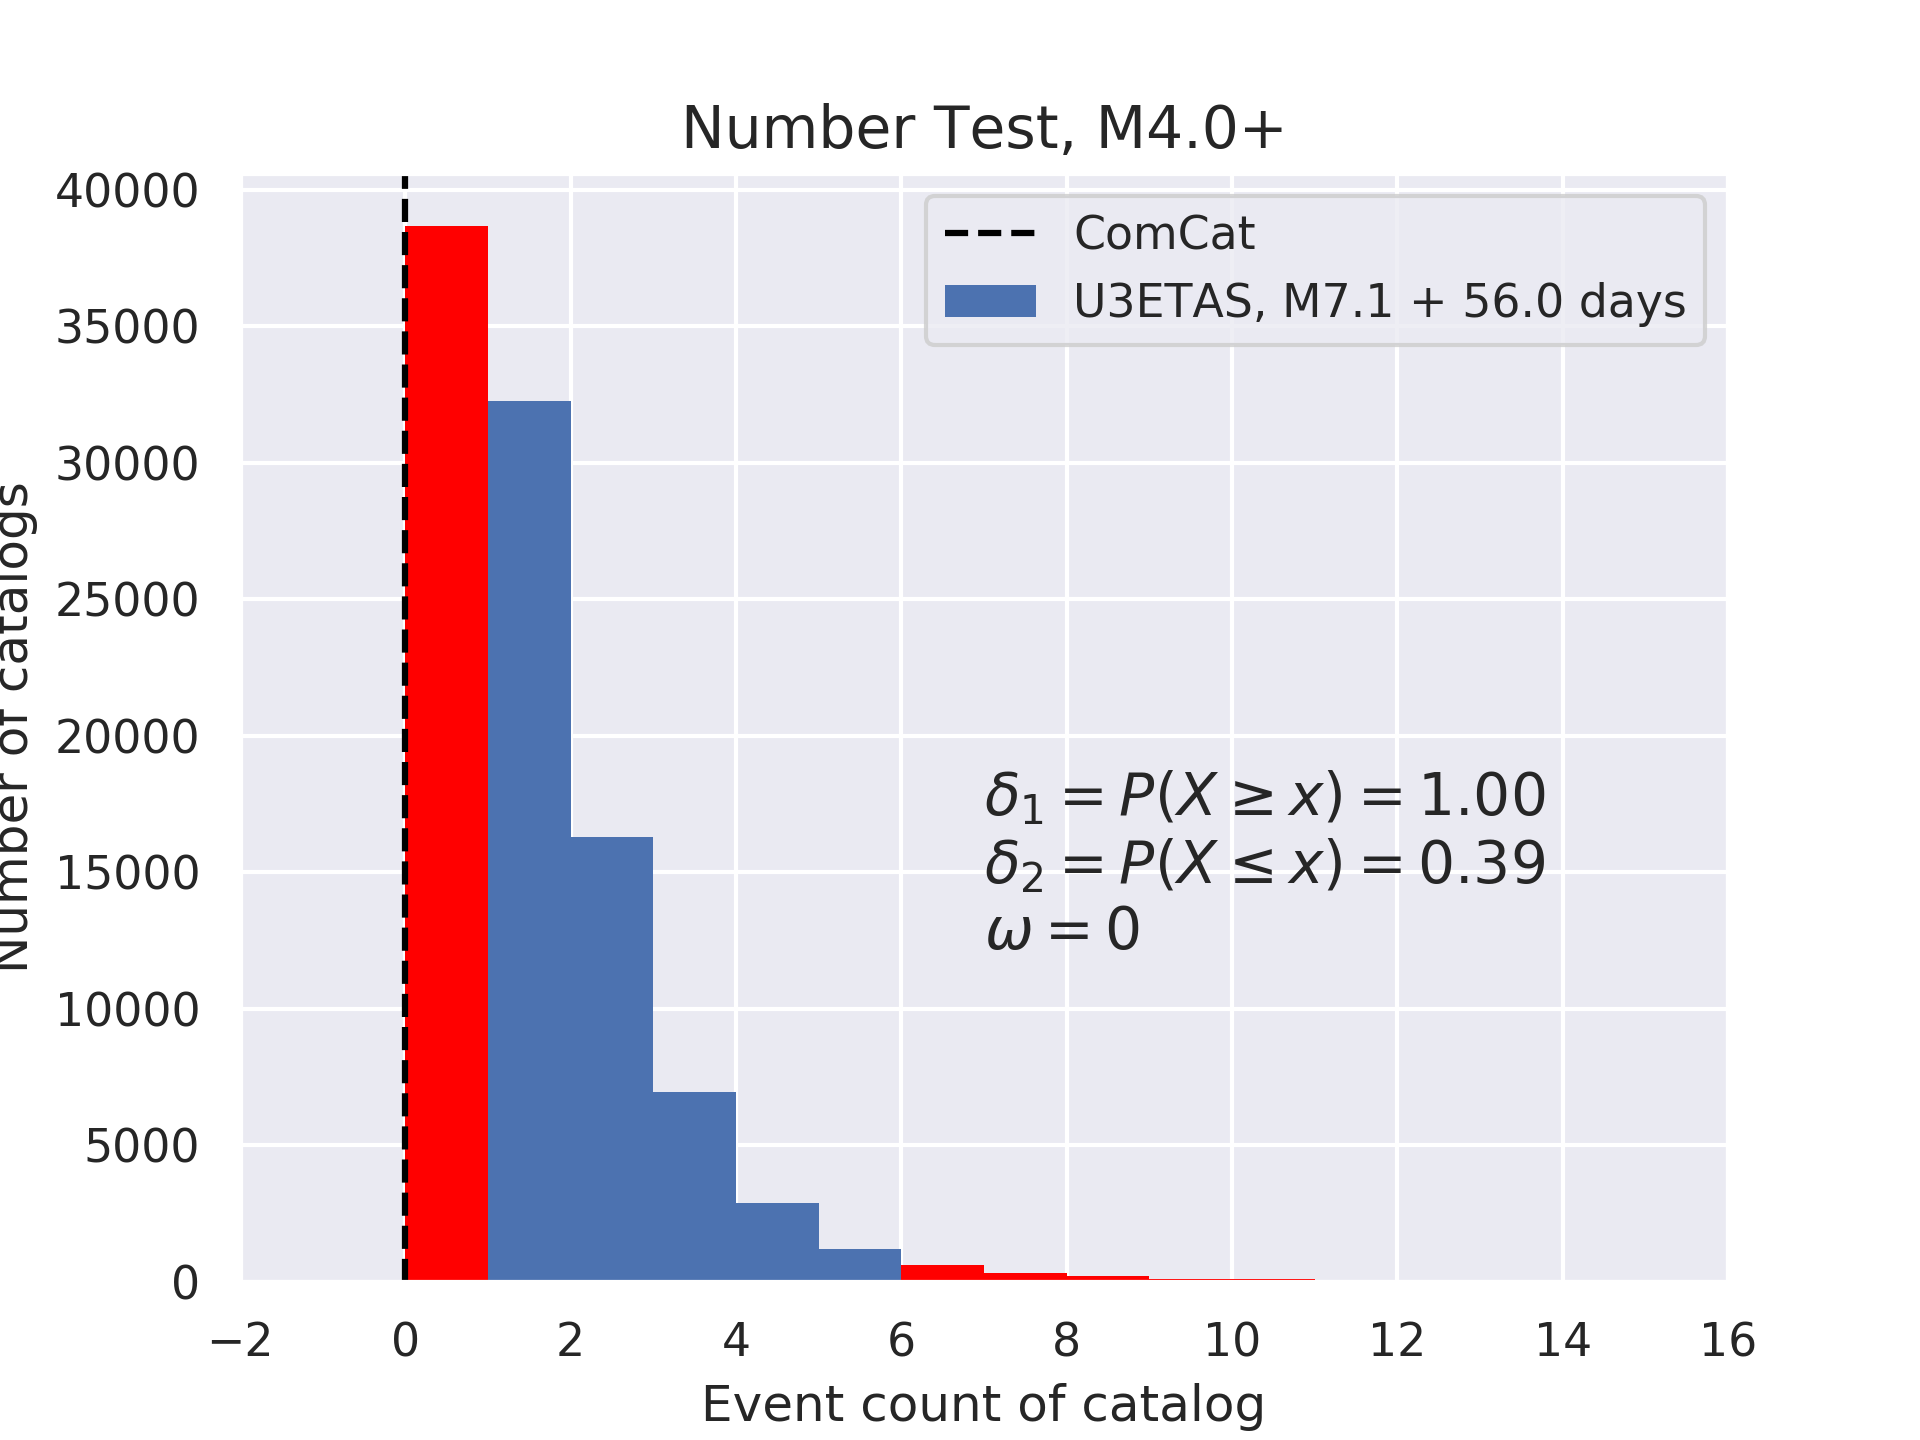 Number Test, M4.0+
40000
35000
30000
25000
20000
15000
10000
5000
0
Number of catalogs
ComCat
U3ETAS, M7.1 + 56.0 days
δ₁ = P(X ≥ x) = 1.00
δ₂ = P(X ≤ x) = 0.39
ω = 0
−2 0 2 4 6 8 10 12 14 16
Event count of catalog